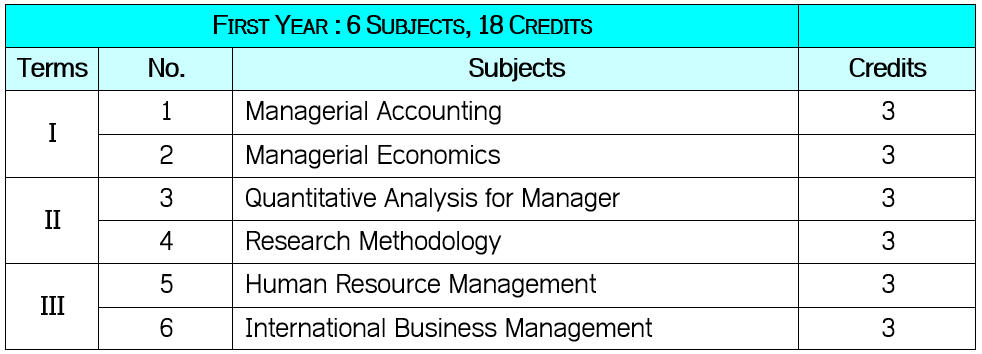 FIRST YEAR : 6 SUBJECTS, 18 CREDITS
Terms No. Subjects Credits
I
1 Managerial Accounting 3
2 Managerial Economics 3
II
3 Quantitative Analysis for Manager 3
4 Research Methodology 3
III
5 Human Resource Management 3
6 International Business Management 3